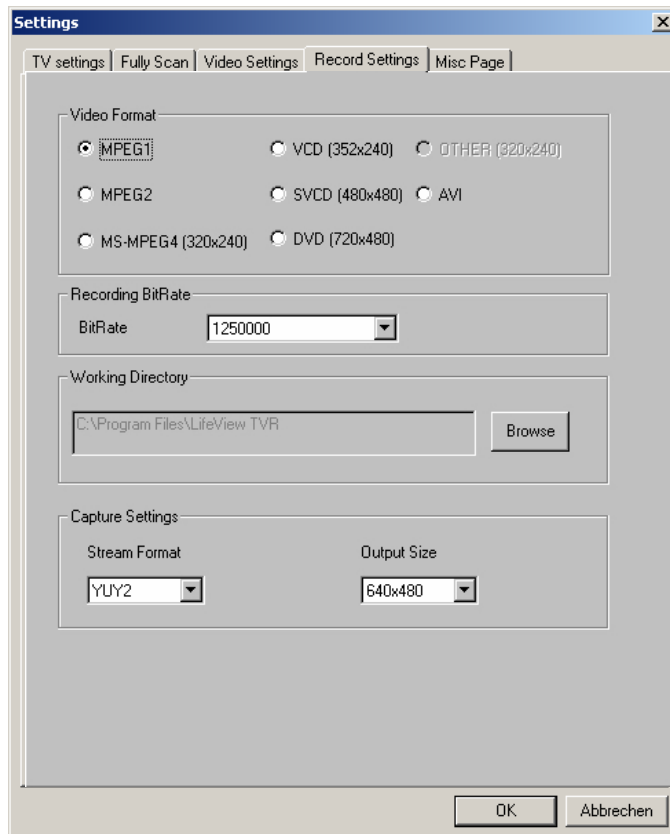 Settings
TV settings Fully Scan Video Settings Record Settings Misc Page
Video Format
MPEG1 VCD (352x240) OTHER (320x240)
MPEG2 SVCD (480x480) AVI
MS-MPEG4 (320x240) DVD (720x480)
Recording BitRate
BitRate 1250000
Working Directory
C:\Program Files\LifeView TVR Browse
Capture Settings
Stream Format Output Size
YUY2 640x480
OK Abbrechen